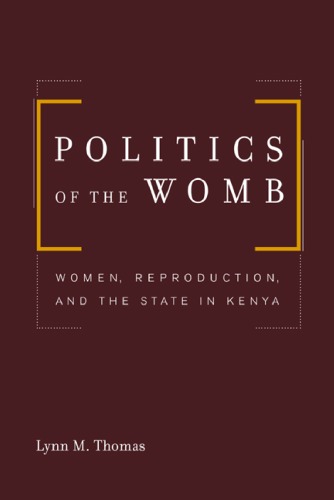 POLITICS
OF THE WOMB
WOMEN, REPRODUCTION,
AND THE STATE IN KENYA
Lynn M. Thomas